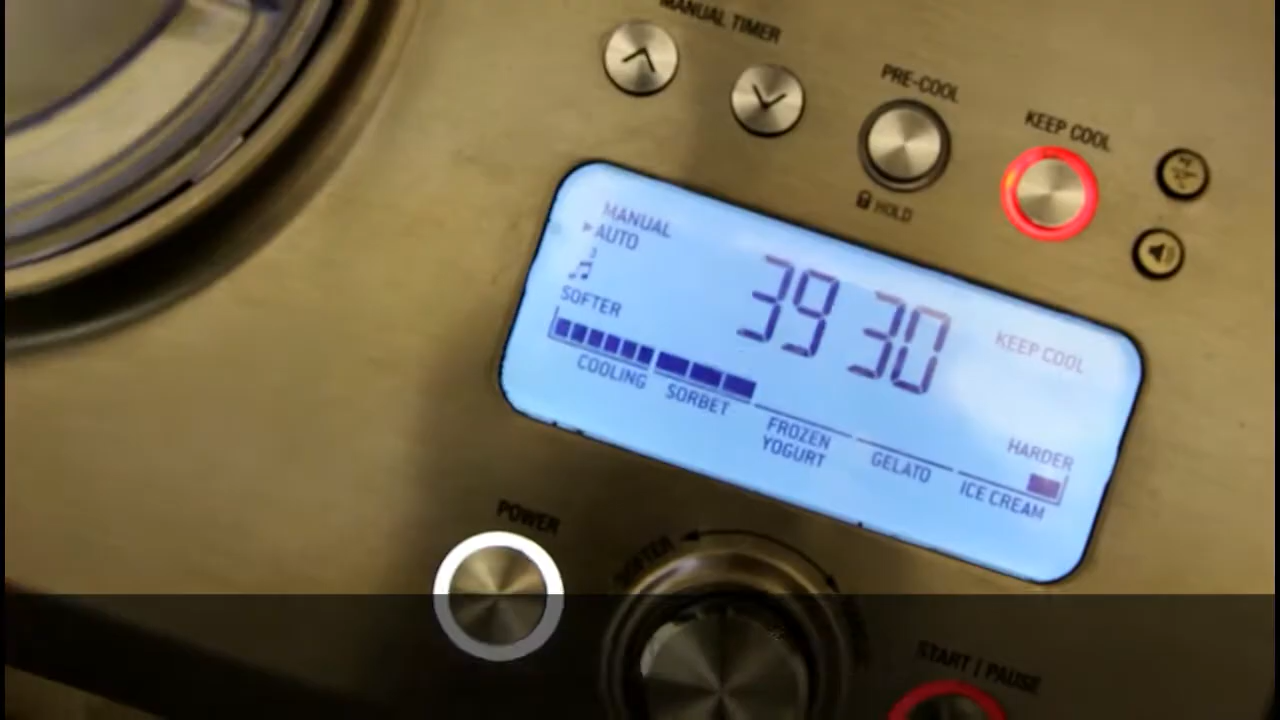 MANUAL TIMER
PRE-COOL
KEEP COOL
HOLD
MANUAL
AUTO
3
SOFTER
39 30
KEEP COOL
COOLING
SORBET
FROZEN
YOGURT
GELATO
HARDER
ICE CREAM
POWER
SOFTER
START | PAUSE